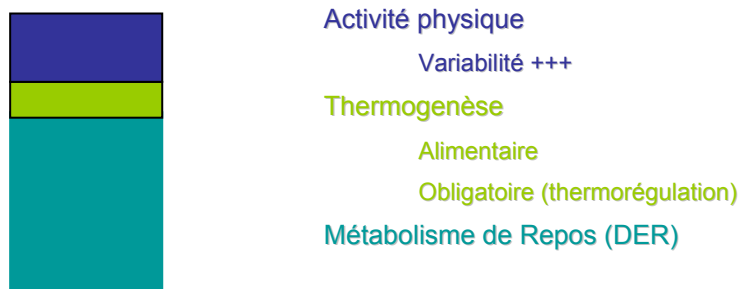 Activité physique
Variabilité +++
Thermogenèse
Alimentaire
Obligatoire (thermorégulation)
Métabolisme de Repos (DER)